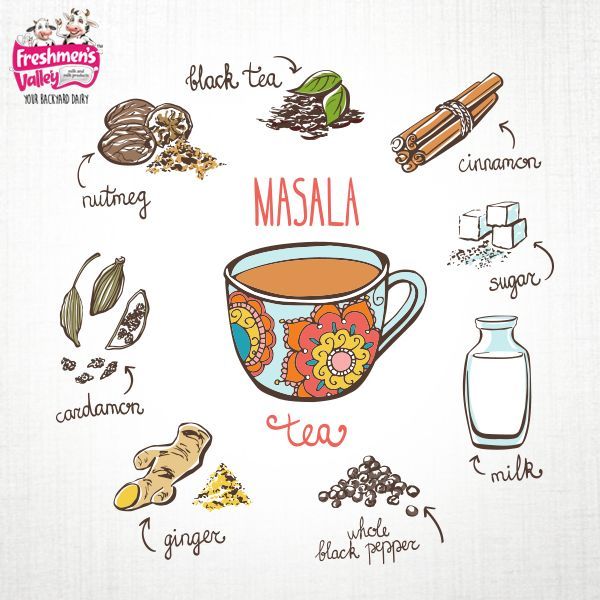 Freshmen's
Valley
milk and
milk products
YOUR BACKYARD DAIRY
black tea
nutmeg
cinnamon
MASALA
sugar
cardamon
tea
milk
ginger
whole
black pepper